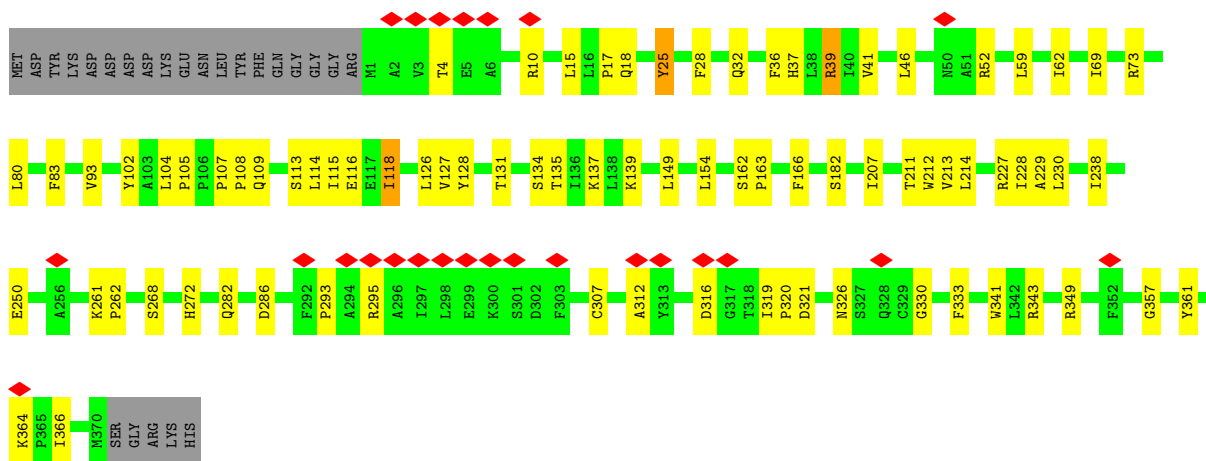 MET ASP TYR LYS ASP ASP ASP ASP LYS GLU ASN LEU TYR PHE GLN GLY GLY GLY ARG M1 A2 V3 T4 E5 A6 R10 L15 L16 P17 Q18 Y25 F28 Q32 F36 H37 L38 R39 I40 V41 L46 N50 A51 R52 L59 I62 I69 R73
L80 F83 V93 Y102 A103 L104 P105 P106 P107 P108 Q109 S113 L114 I115 E116 E117 I118 L126 V127 Y128 T131 S134 T135 I136 K137 L138 K139 L149 L154 S162 P163 F166 S182 I207 T211 W212 V213 L214 R227 I228 A229 L230 I238
E250 A256 K261 P262 S268 H272 Q282 D286 F292 P293 A294 R295 A296 I297 L298 E299 K300 S301 D302 F303 C307 A312 Y313 D316 G317 T318 I319 P320 D321 N326 S327 Q328 C329 G330 F333 W341 L342 R343 R349 F352 G357 Y361
K364 P365 I366 M370 SER GLY ARG LYS HIS